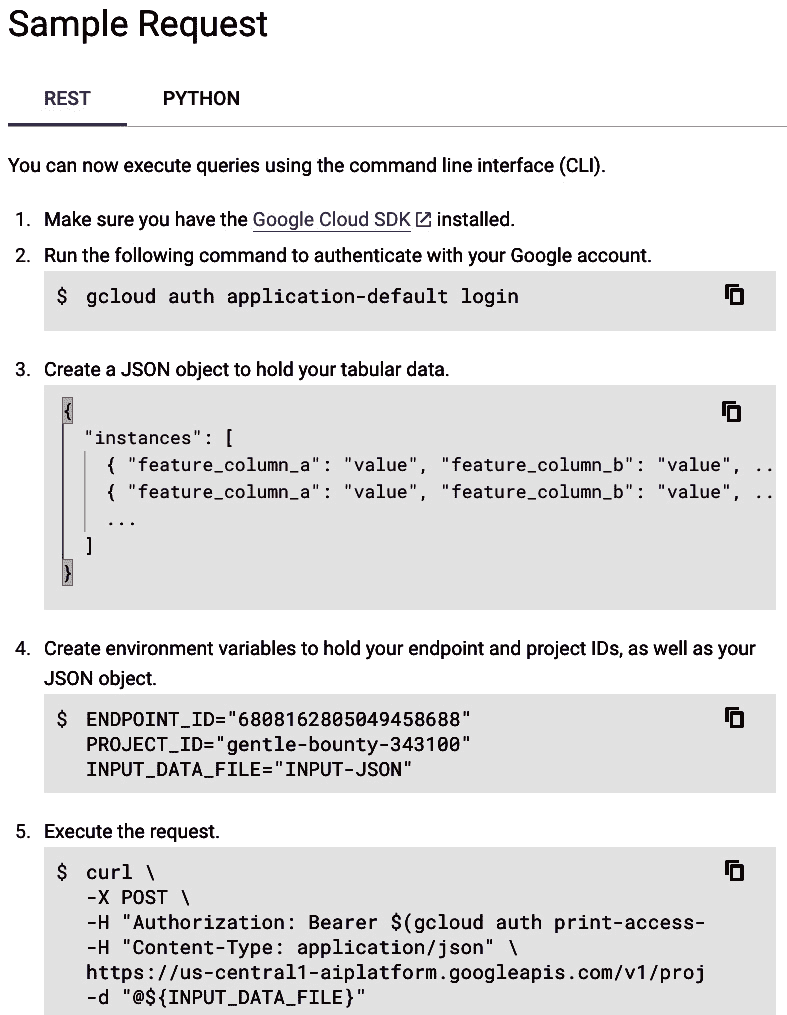 Sample Request
REST PYTHON
You can now execute queries using the command line interface (CLI).
1. Make sure you have the Google Cloud SDK installed.
2. Run the following command to authenticate with your Google account.
$ gcloud auth application-default login
3. Create a JSON object to hold your tabular data.
{
"instances": [
{ "feature_column_a": "value", "feature_column_b": "value", ..
{ "feature_column_a": "value", "feature_column_b": "value", ..
...
]
}
4. Create environment variables to hold your endpoint and project IDs, as well as your
JSON object.
$ ENDPOINT_ID="6808162805049458688"
PROJECT_ID="gentle-bounty-343100"
INPUT_DATA_FILE="INPUT-JSON"
5. Execute the request.
$ curl \
-X POST \
-H "Authorization: Bearer $(gcloud auth print-access-
-H "Content-Type: application/json" \
https://us-central1-aiplatform.googleapis.com/v1/proj
-d "@${INPUT_DATA_FILE}"